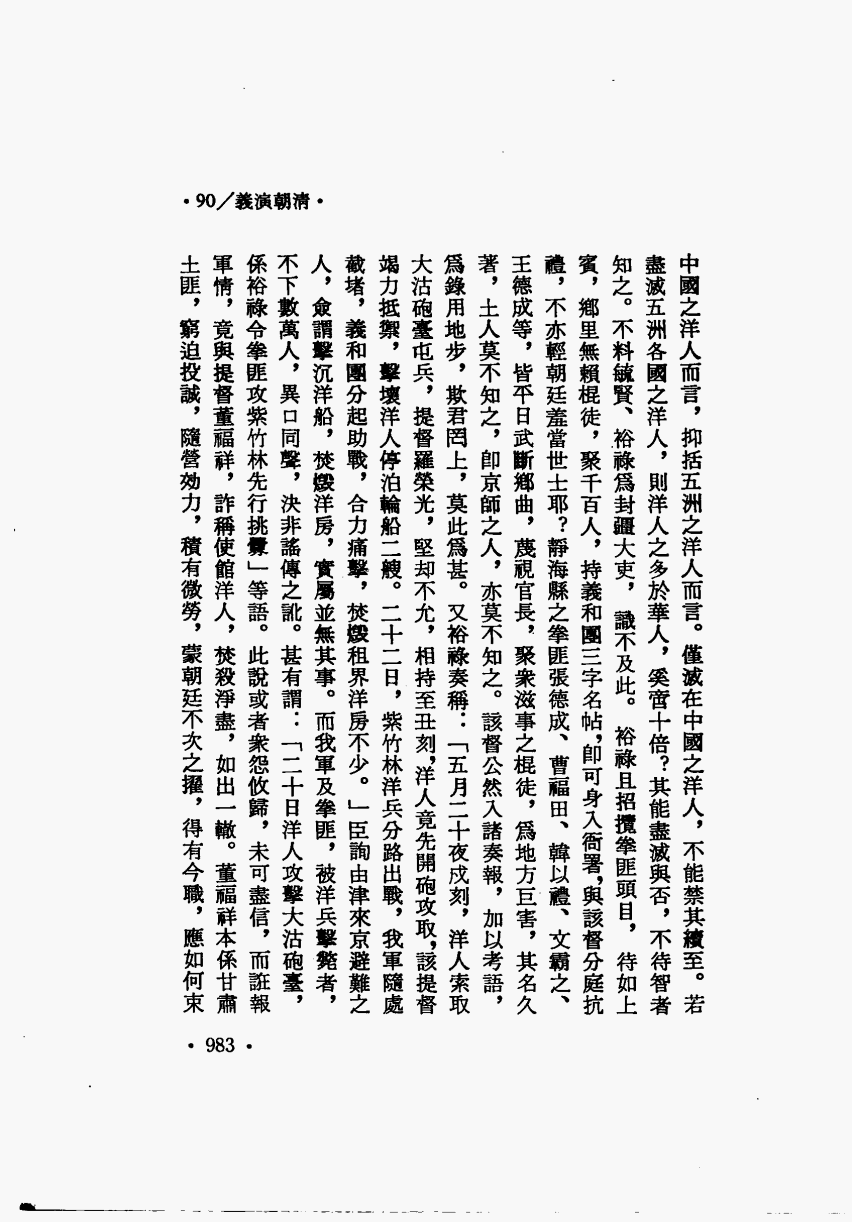 •90／義演朝清•
中國之洋人而言，抑括五洲之洋人而言。僅滅在中國之洋人，不能禁其續至。若
盡滅五洲各國之洋人，則洋人之多於華人，奚啻十倍？其能盡滅與否，不待智者
知之。不料毓賢、裕祿爲封疆大吏，識不及此。裕祿且招攬拳匪頭目，待如上
賓，鄉里無賴棍徒，聚千百人，持義和團三字名帖，卽可身入衙署，與該督分庭抗
禮，不亦輕朝廷羞當世士耶？靜海縣之拳匪張德成、曹福田、韓以禮、文霸之、
王德成等，皆平日武斷鄉曲，蔑視官長，聚衆滋事之棍徒，爲地方巨害，其名久
著，土人莫不知之，卽京師之人，亦莫不知之。該督公然入諸奏報，加以考語，
爲錄用地步，欺君罔上，莫此爲甚。又裕祿奏稱：「五月二十夜戍刻，洋人索取
大沽砲臺屯兵，提督羅榮光，堅却不允，相持至丑刻，洋人竟先開砲攻取，該提督
竭力抵禦，擊壞洋人停泊輪船二艘。二十二日，紫竹林洋兵分路出戰，我軍隨處
截堵，義和團分起助戰，合力痛擊，焚燬租界洋房不少。」臣詢由津來京避難之
人，僉謂擊沉洋船，焚燬洋房，實屬並無其事。而我軍及拳匪，被洋兵擊斃者，
不下數萬人，異口同聲，決非謠傳之訛。甚有謂：「二十日洋人攻擊大沽砲臺，
係裕祿令拳匪攻紫竹林先行挑釁」等語。此說或者衆怨攸歸，未可盡信，而誑報
軍情，竟與提督董福祥，詐稱使館洋人，焚殺淨盡，如出一轍。董福祥本係甘肅
土匪，窮迫投誠，隨營効力，積有微勞，蒙朝廷不次之擢，得有今職，應如何束
•983•